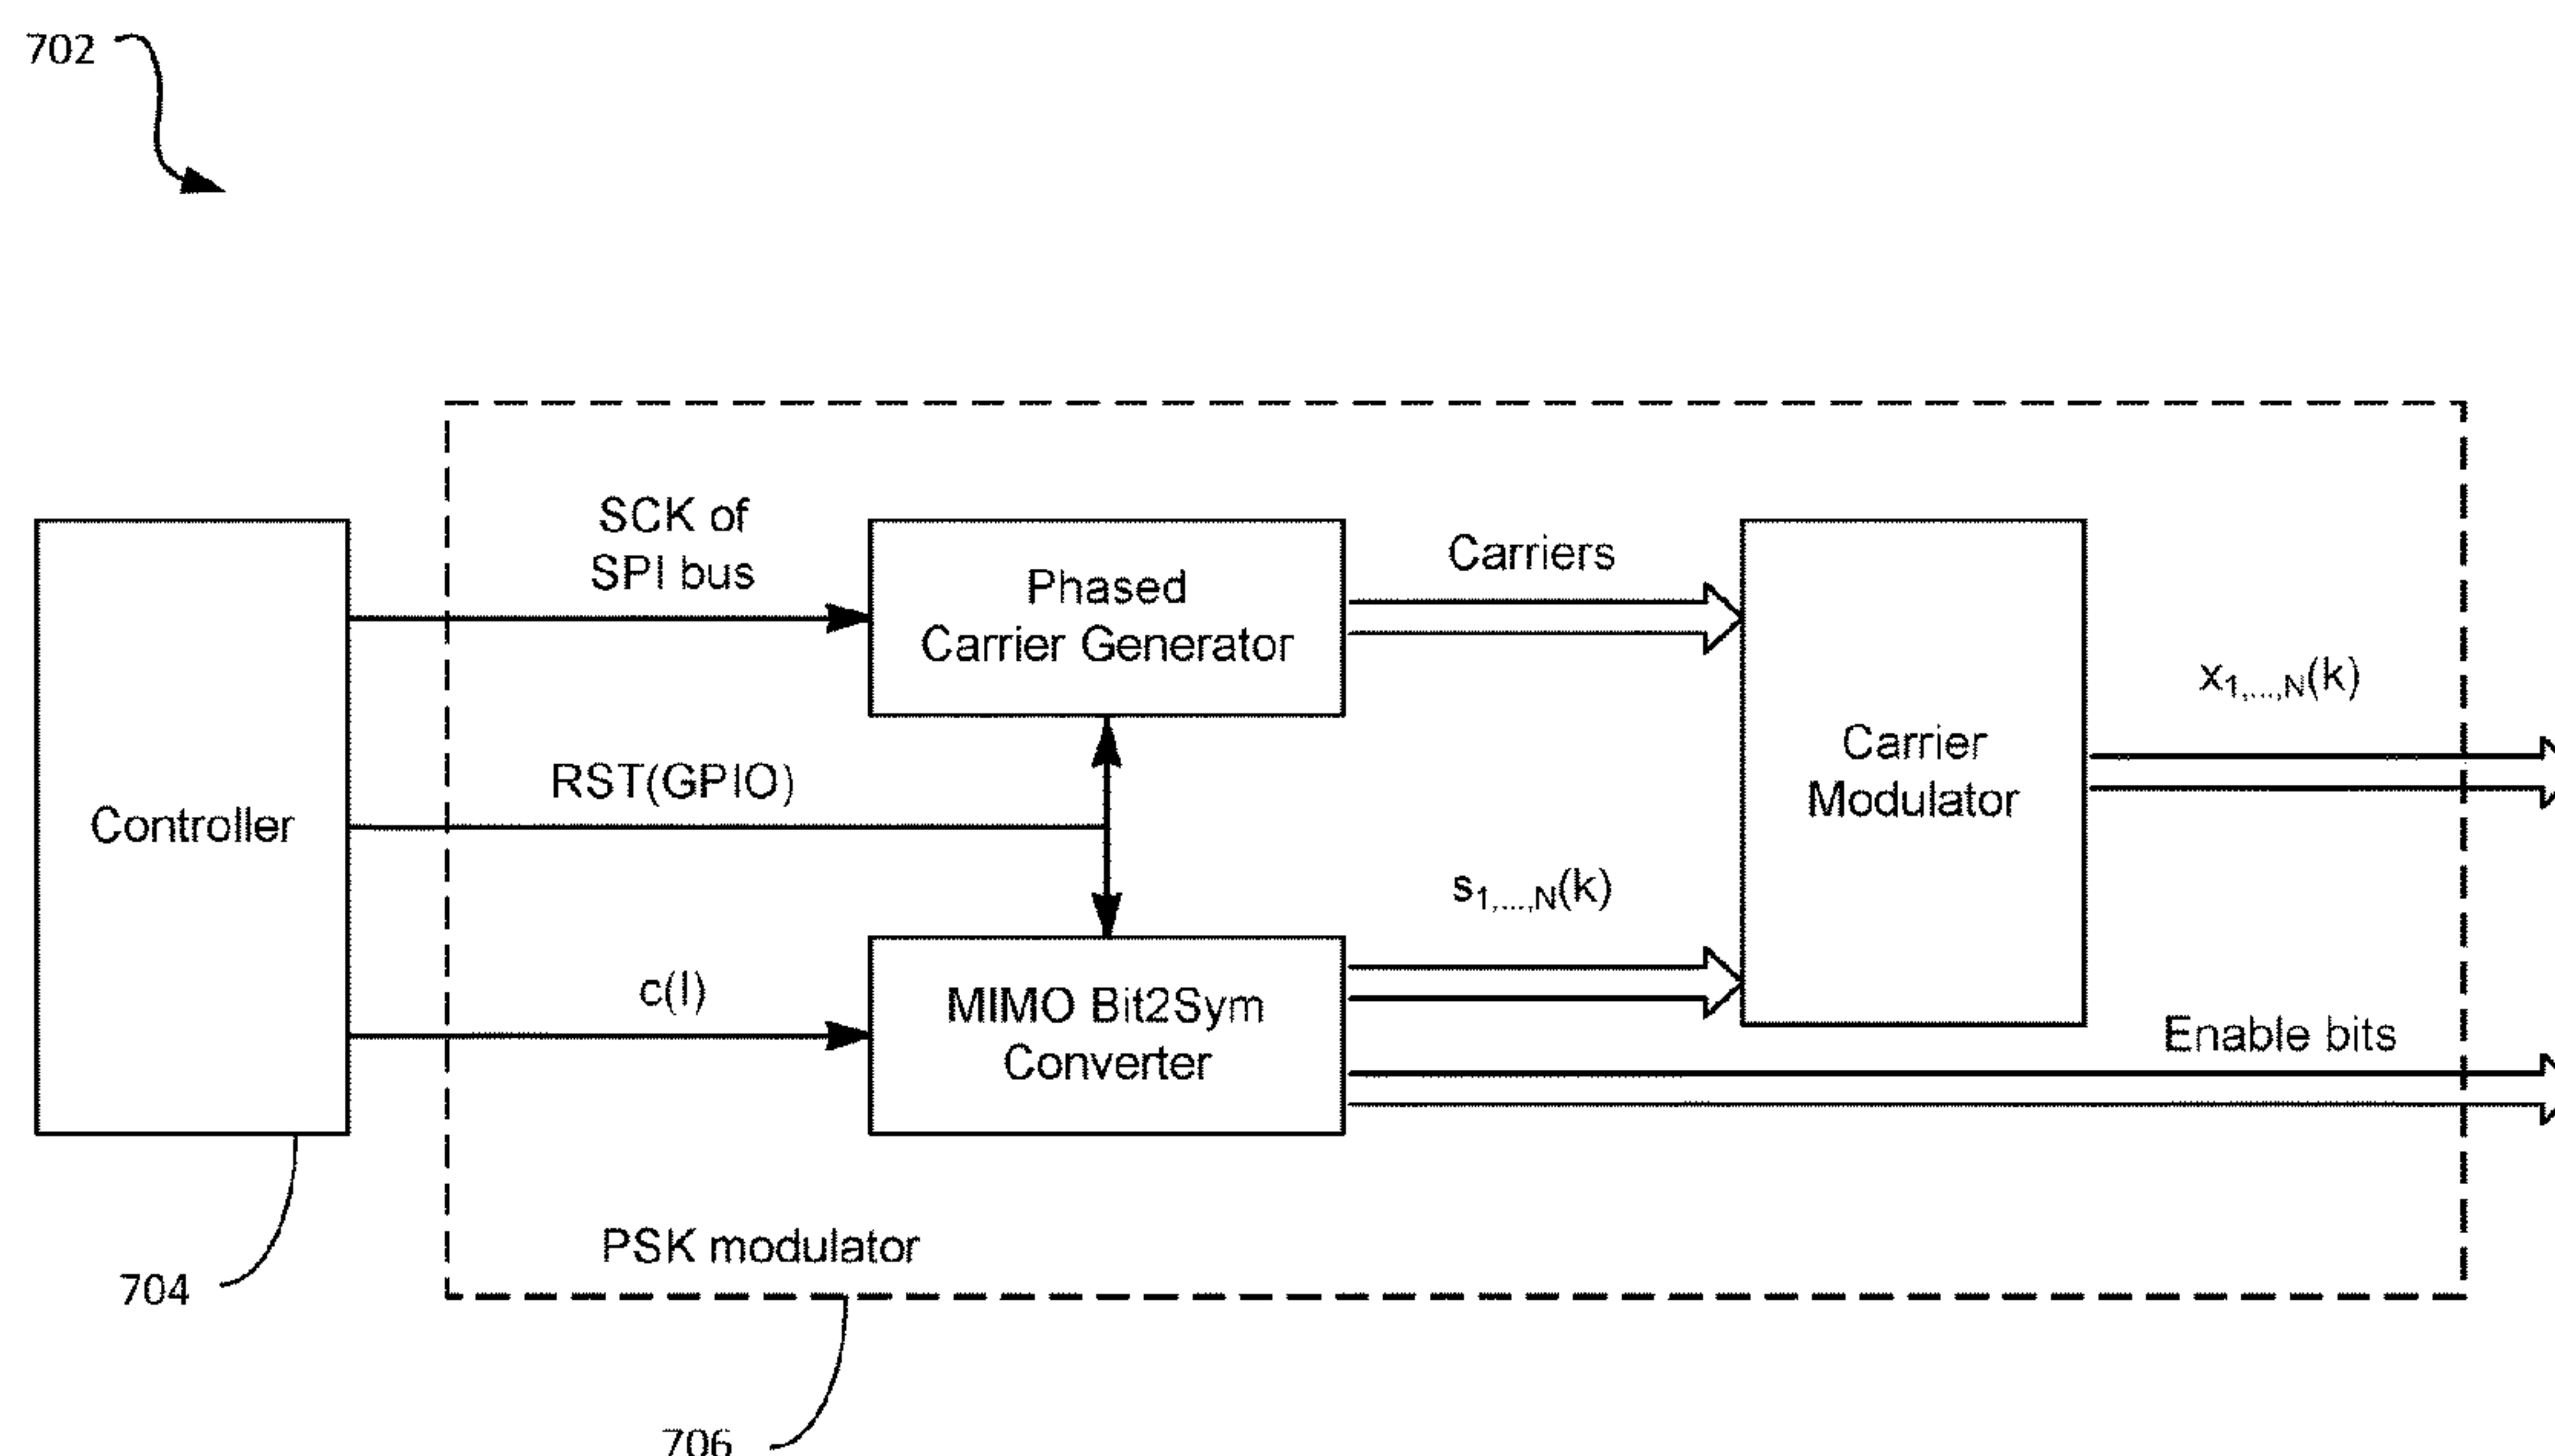 702
SCK of
SPI bus
Phased
Carrier Generator
Carriers
Carrier
Modulator
x1,...,N(k)
Controller
RST(GPIO)
s1,...,N(k)
c(l)
MIMO Bit2Sym
Converter
Enable bits
PSK modulator
704
706